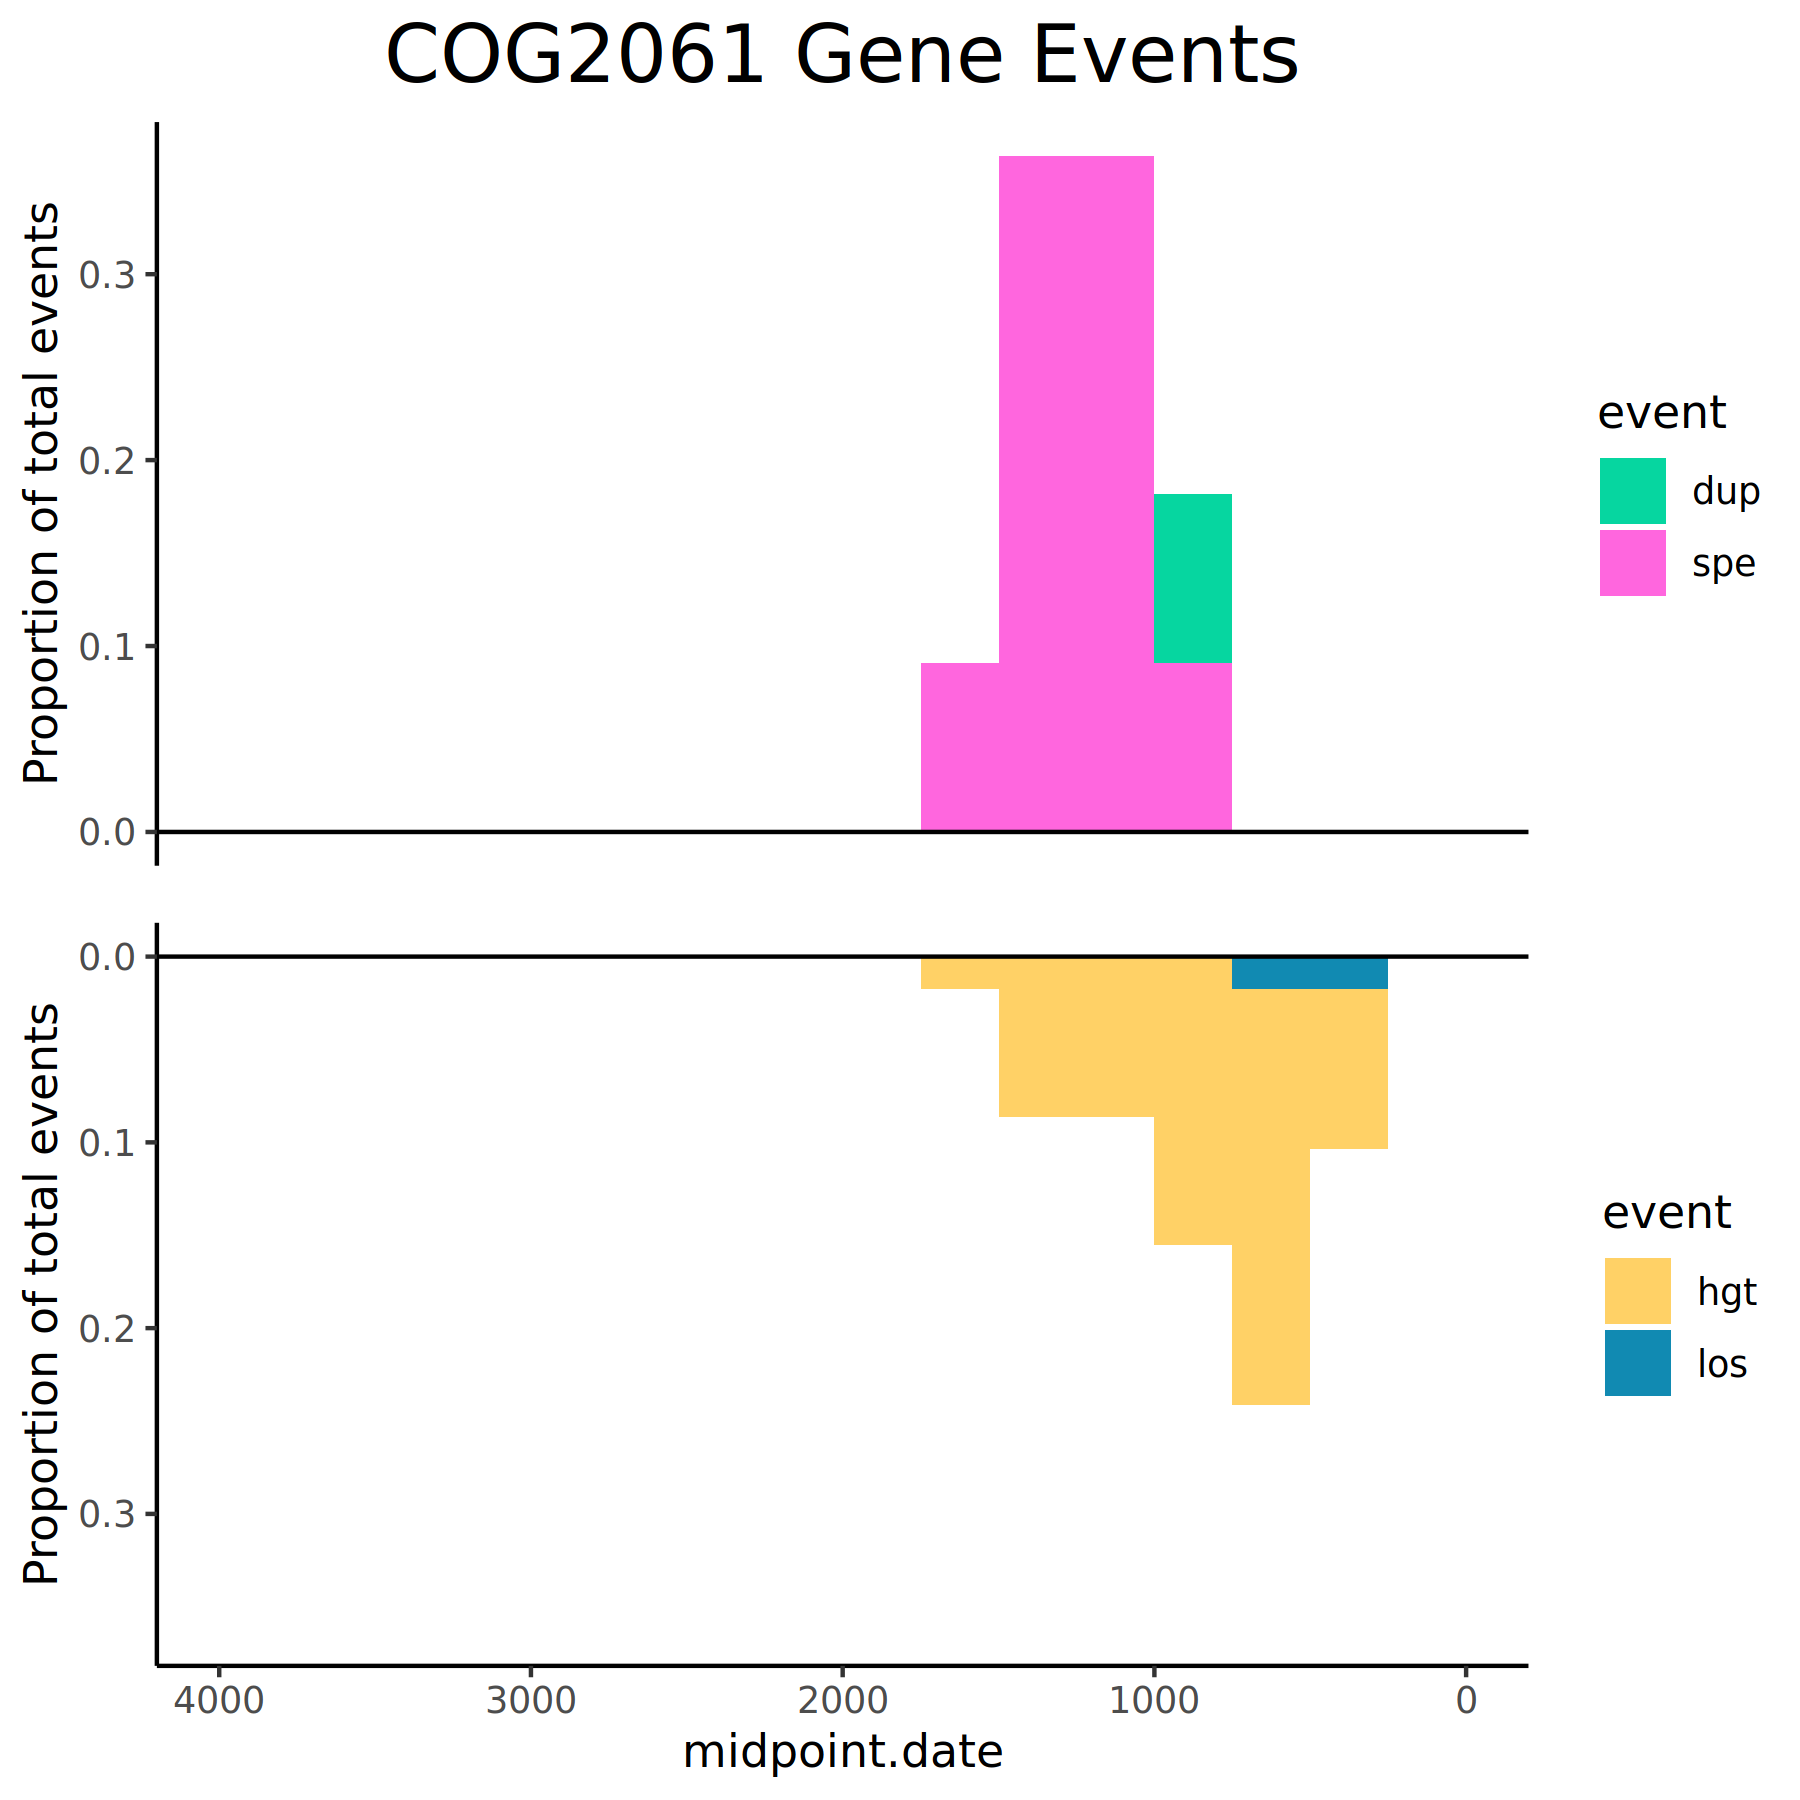 COG2061 Gene Events
Proportion of total events
0.3
0.2
0.1
0.0
event
dup
spe
Proportion of total events
0.0
0.1
0.2
0.3
event
hgt
los
4000
3000
2000
1000
0
midpoint.date